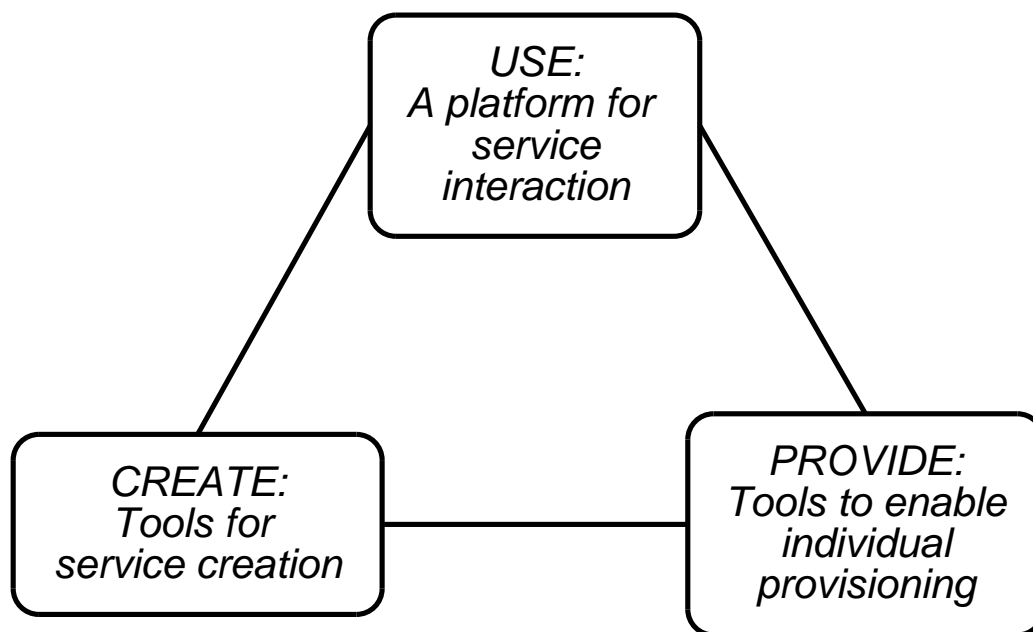 USE:
A platform for
service
interaction
CREATE:
Tools for
service creation
PROVIDE:
Tools to enable
individual
provisioning